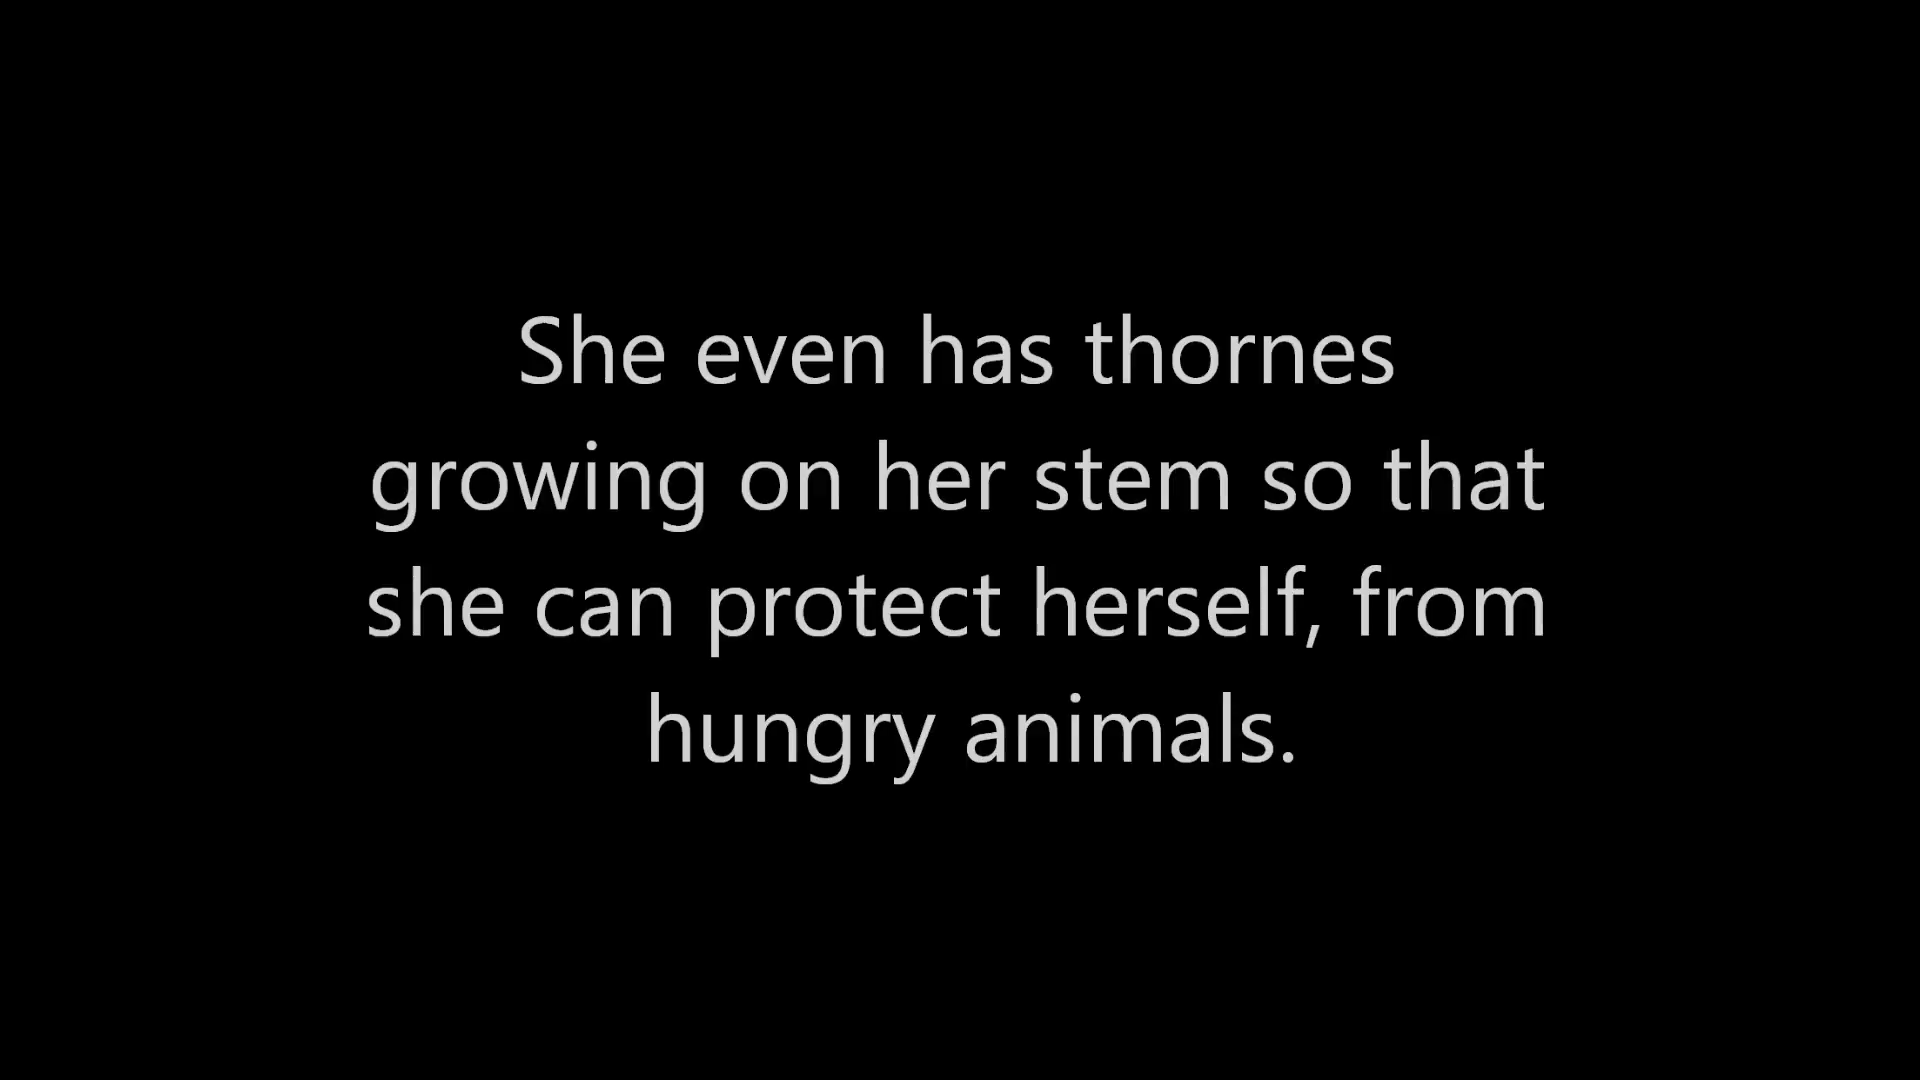 She even has thornes
growing on her stem so that
she can protect herself, from
hungry animals.